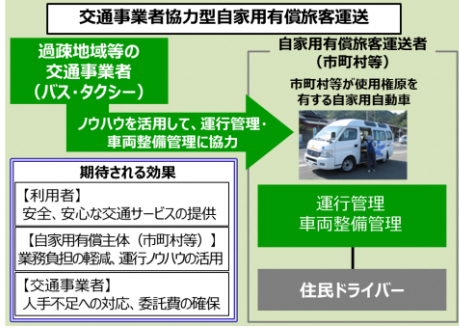 交通事業者協力型自家用有償旅客運送
過疎地域等の
交通事業者
（バス・タクシー）
ノウハウを活用して、運行管理・
車両整備管理に協力
自家用有償旅客運送者
（市町村等）
市町村等が使用権原を
有する自家用自動車
運行管理
車両整備管理
住民ドライバー
期待される効果
【利用者】
安全、安心な交通サービスの提供
【自家用有償主体（市町村等）】
業務負担の軽減、運行ノウハウの活用
【交通事業者】
人手不足への対応、委託費の確保